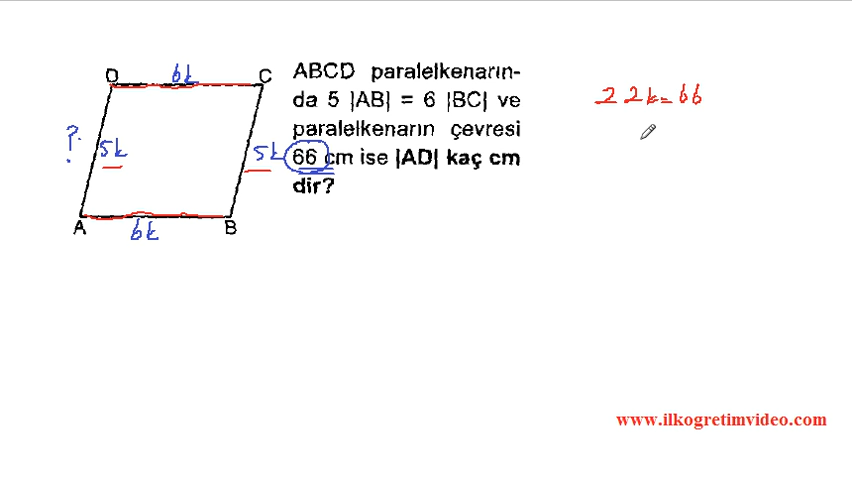 D 6k C
? 5k
5k
A 6k B
ABCD paralelkenarın-
da 5 |AB| = 6 |BC| ve
paralelkenarın çevresi
66 cm ise |AD| kaç cm
dir?
22k=66
www.ilkogretimvideo.com